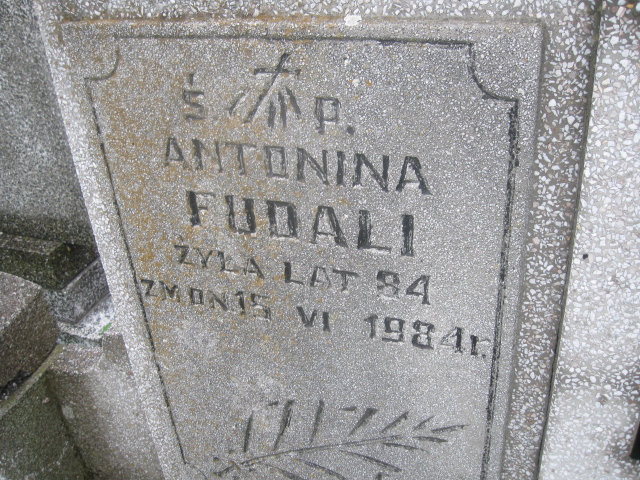 Ś. P.
ANTONINA
FUDALI
ŻYŁA LAT 84
ZM DN 15 VI 1984 r.